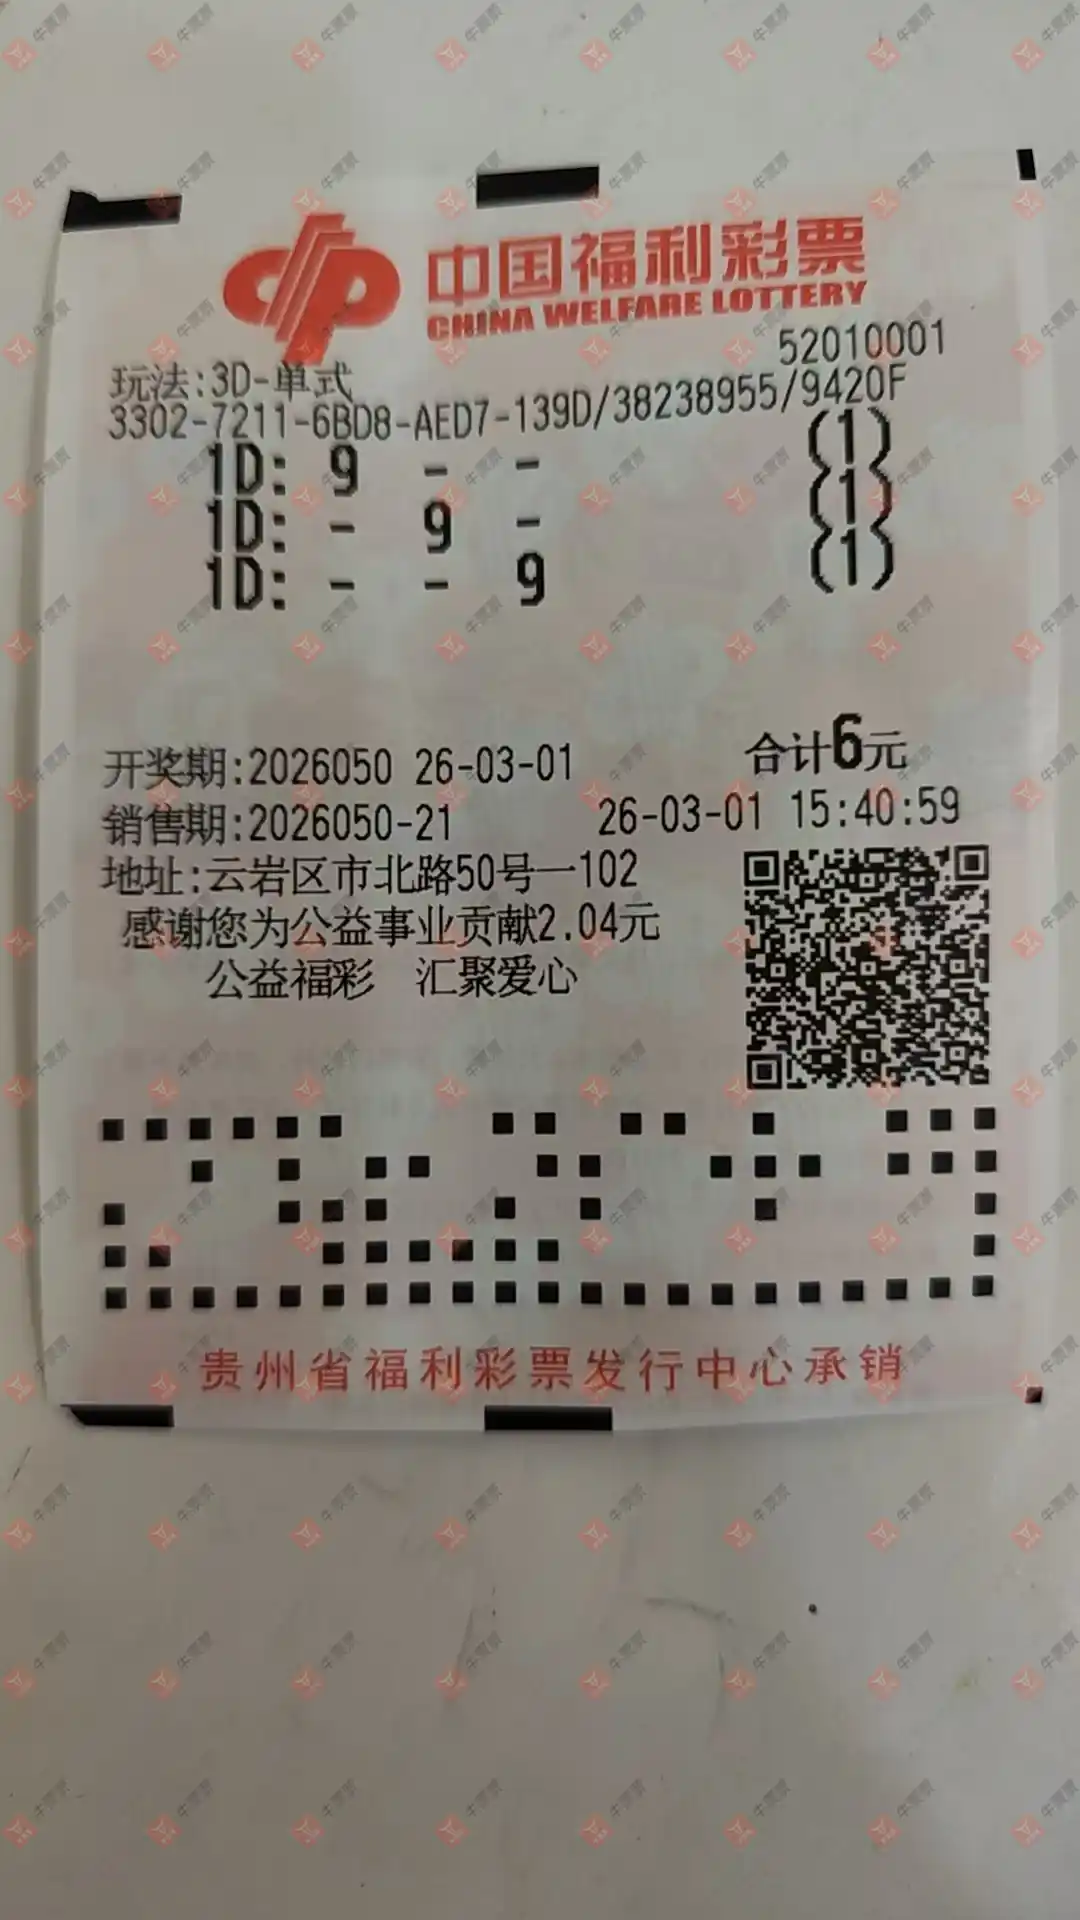 中国福利彩票
CHINA WELFARE LOTTERY
52010001
玩法:3D-单式
3302-7211-6BD8-AED7-139D/38238955/9420F
1D: 9 - - (1)
1D: - 9 - (1)
1D: - - 9 (1)
开奖期:2026050 26-03-01 合计6元
销售期:2026050-21 26-03-01 15:40:59
地址:云岩区市北路50号一102
感谢您为公益事业贡献2.04元
公益福彩 汇聚爱心
贵州省福利彩票发行中心承销